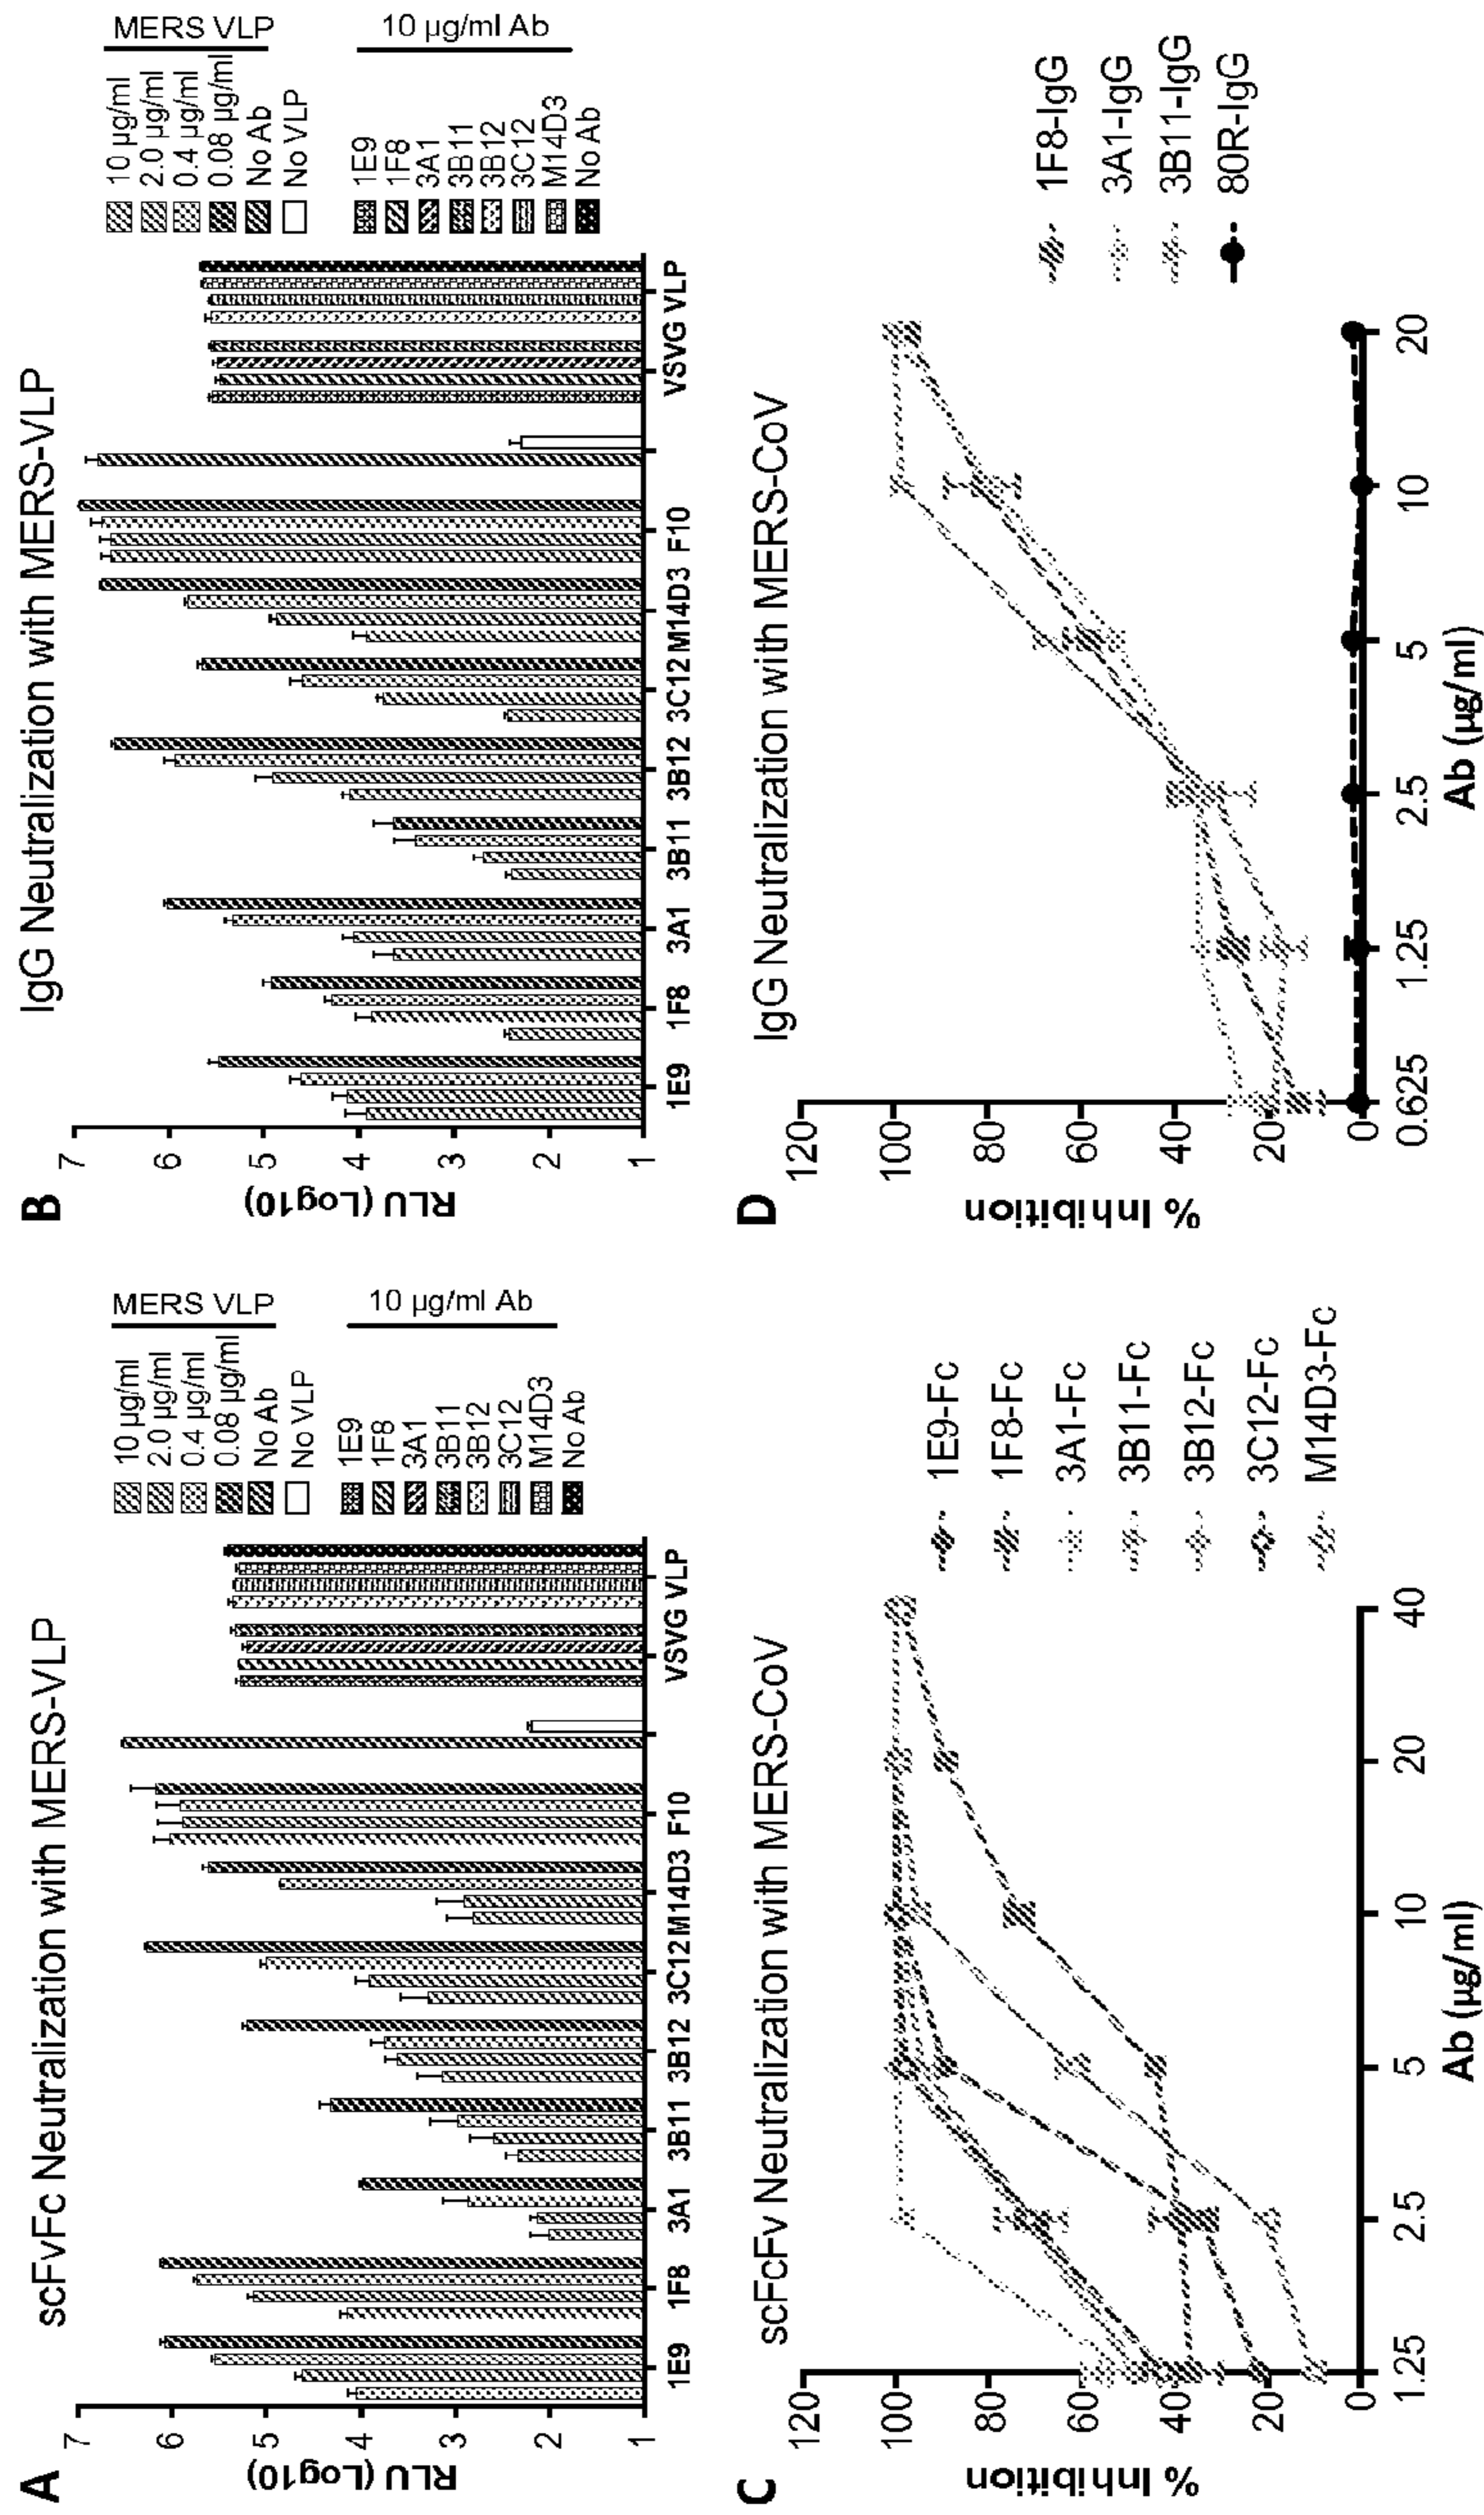 A
scFvFc Neutralization with MERS-VLP
RLU (Log10)
7
6
5
4
3
2
1
1E9
1F8
3A1
3B11
3B12
3C12
M14D3
F10
VSVG VLP
MERS VLP
10 µg/ml
2.0 µg/ml
0.4 µg/ml
0.08 µg/ml
No Ab
No VLP
10 µg/ml Ab
1E9
1F8
3A1
3B11
3B12
3C12
M14D3
No Ab
B
IgG Neutralization with MERS-VLP
RLU (Log10)
7
6
5
4
3
2
1
1E9
1F8
3A1
3B11
3B12
3C12
M14D3
F10
VSVG VLP
MERS VLP
10 µg/ml
2.0 µg/ml
0.4 µg/ml
0.08 µg/ml
No Ab
No VLP
10 µg/ml Ab
1E9
1F8
3A1
3B11
3B12
3C12
M14D3
No Ab
C
scFcFv Neutralization with MERS-CoV
% Inhibition
120
100
80
60
40
20
0
1.25
2.5
5
10
20
40
Ab (µg/ml)
1E9-Fc
1F8-Fc
3A1-Fc
3B11-Fc
3B12-Fc
3C12-Fc
M14D3-Fc
D
IgG Neutralization with MERS-CoV
% Inhibition
120
100
80
60
40
20
0
0.625
1.25
2.5
5
10
20
Ab (µg/ml)
1F8-IgG
3A1-IgG
3B11-IgG
80R-IgG